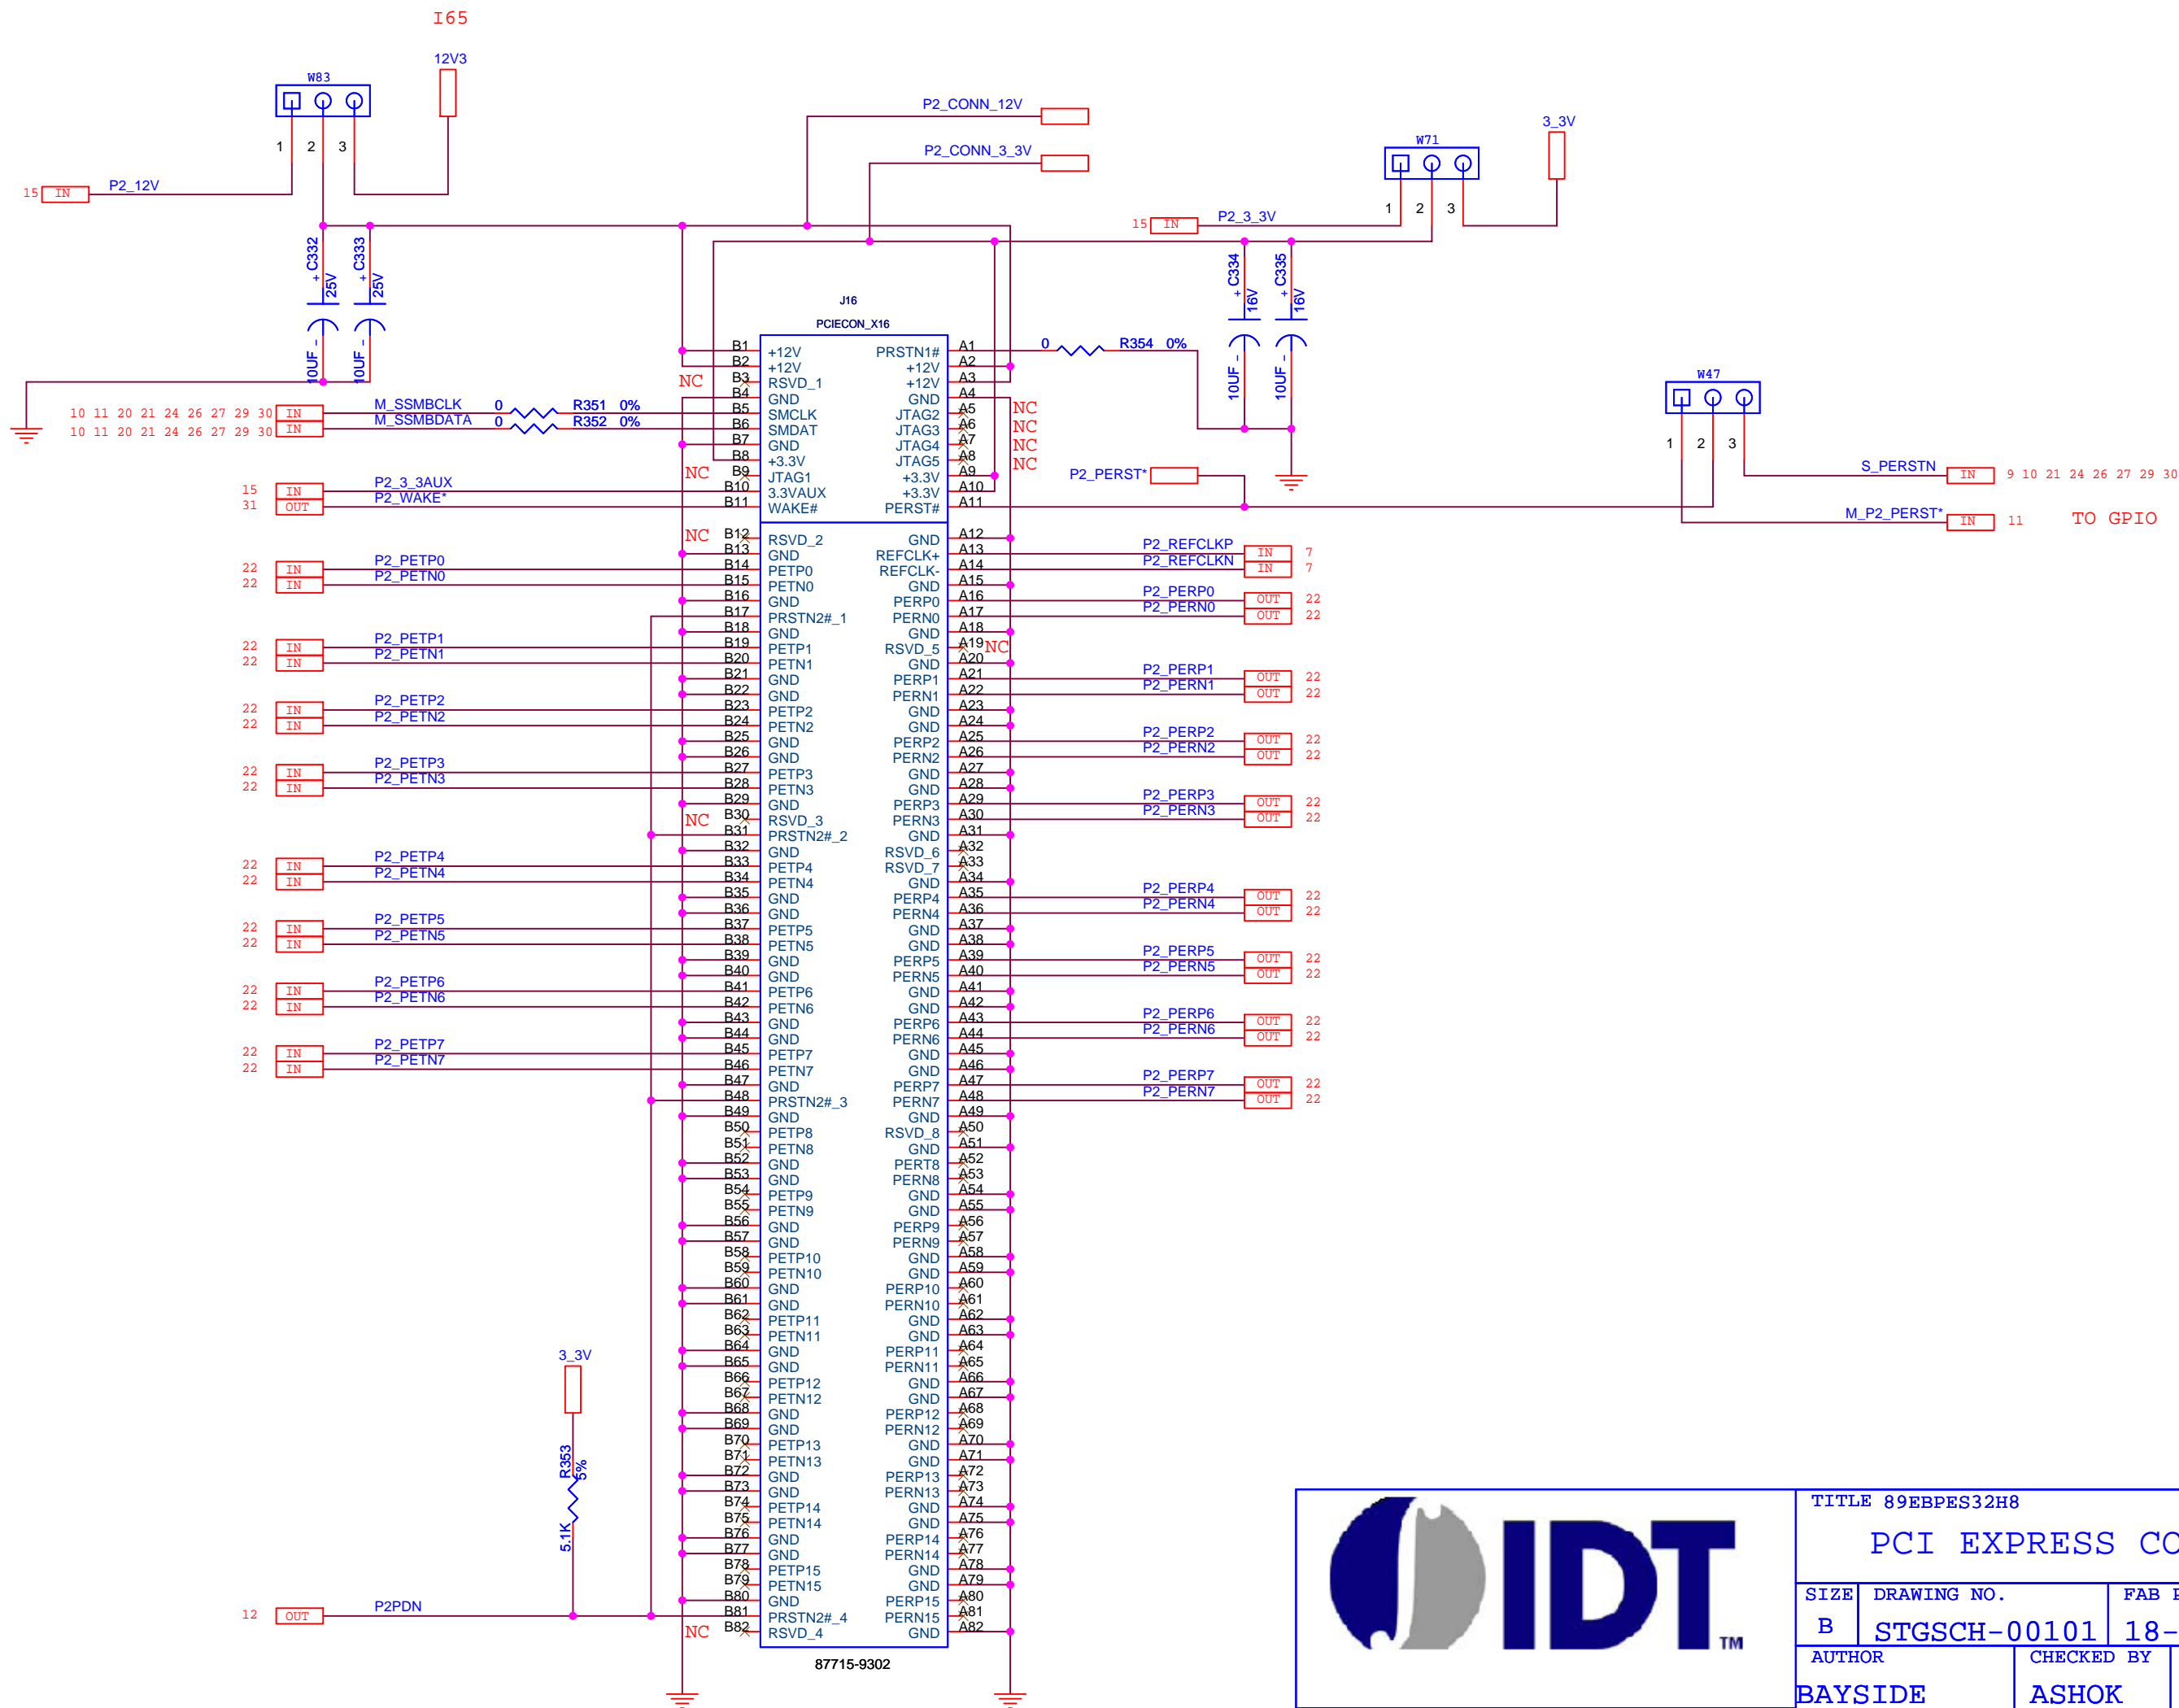 I65
12V3
W83
1 2 3
15 IN P2_12V
P2_CONN_12V
P2_CONN_3_3V
3_3V
W71
1 2 3
15 IN P2_3_3V
+ C332 25V 10UF -
+ C333 25V 10UF -
+ C334 16V 10UF -
+ C335 16V 10UF -
J16
PCIECON_X16
W47
1 2 3
S_PERSTN IN 9 10 21 24 26 27 29 30
M_P2_PERST* IN 11 TO GPIO
P2_PERST*
0 R354 0%
10 11 20 21 24 26 27 29 30 IN M_SSMBCLK 0 R351 0%
10 11 20 21 24 26 27 29 30 IN M_SSMBDATA 0 R352 0%
15 IN P2_3_3AUX
31 OUT P2_WAKE*
B1 +12V PRSTN1# A1
B2 +12V +12V A2
NC B3 RSVD_1 +12V A3
B4 GND GND A4
B5 SMCLK JTAG2 A5 NC
B6 SMDAT JTAG3 A6 NC
B7 GND JTAG4 A7 NC
B8 +3.3V JTAG5 A8 NC
NC B9 JTAG1 +3.3V A9
B10 3.3VAUX +3.3V A10
B11 WAKE# PERST# A11
NC B12 RSVD_2 GND A12
B13 GND REFCLK+ A13 P2_REFCLKP IN 7
22 IN P2_PETP0 B14 PETP0 REFCLK- A14 P2_REFCLKN IN 7
22 IN P2_PETN0 B15 PETN0 GND A15
B16 GND PERP0 A16 P2_PERP0 OUT 22
B17 PRSTN2#_1 PERN0 A17 P2_PERN0 OUT 22
B18 GND GND A18
22 IN P2_PETP1 B19 PETP1 RSVD_5 A19 NC
22 IN P2_PETN1 B20 PETN1 GND A20
B21 GND PERP1 A21 P2_PERP1 OUT 22
B22 GND PERN1 A22 P2_PERN1 OUT 22
22 IN P2_PETP2 B23 PETP2 GND A23
22 IN P2_PETN2 B24 PETN2 GND A24
B25 GND PERP2 A25 P2_PERP2 OUT 22
B26 GND PERN2 A26 P2_PERN2 OUT 22
22 IN P2_PETP3 B27 PETP3 GND A27
22 IN P2_PETN3 B28 PETN3 GND A28
B29 GND PERP3 A29 P2_PERP3 OUT 22
NC B30 RSVD_3 PERN3 A30 P2_PERN3 OUT 22
B31 PRSTN2#_2 GND A31
B32 GND RSVD_6 A32
22 IN P2_PETP4 B33 PETP4 RSVD_7 A33
22 IN P2_PETN4 B34 PETN4 GND A34
B35 GND PERP4 A35 P2_PERP4 OUT 22
B36 GND PERN4 A36 P2_PERN4 OUT 22
22 IN P2_PETP5 B37 PETP5 GND A37
22 IN P2_PETN5 B38 PETN5 GND A38
B39 GND PERP5 A39 P2_PERP5 OUT 22
B40 GND PERN5 A40 P2_PERN5 OUT 22
22 IN P2_PETP6 B41 PETP6 GND A41
22 IN P2_PETN6 B42 PETN6 GND A42
B43 GND PERP6 A43 P2_PERP6 OUT 22
B44 GND PERN6 A44 P2_PERN6 OUT 22
22 IN P2_PETP7 B45 PETP7 GND A45
22 IN P2_PETN7 B46 PETN7 GND A46
B47 GND PERP7 A47 P2_PERP7 OUT 22
B48 PRSTN2#_3 PERN7 A48 P2_PERN7 OUT 22
B49 GND GND A49
B50 PETP8 RSVD_8 A50
B51 PETN8 GND A51
B52 GND PERT8 A52
B53 GND PERN8 A53
B54 PETP9 GND A54
B55 PETN9 GND A55
B56 GND PERP9 A56
B57 GND PERN9 A57
B58 PETP10 GND A58
B59 PETN10 GND A59
B60 GND PERP10 A60
B61 GND PERN10 A61
B62 PETP11 GND A62
B63 PETN11 GND A63
B64 GND PERP11 A64
B65 GND PERN11 A65
B66 PETP12 GND A66
B67 PETN12 GND A67
B68 GND PERP12 A68
B69 GND PERN12 A69
B70 PETP13 GND A70
B71 PETN13 GND A71
B72 GND PERP13 A72
B73 GND PERN13 A73
B74 PETP14 GND A74
B75 PETN14 GND A75
B76 GND PERP14 A76
B77 GND PERN14 A77
B78 PETP15 GND A78
B79 PETN15 GND A79
B80 GND PERP15 A80
B81 PRSTN2#_4 PERN15 A81
NC B82 RSVD_4 GND A82
3_3V
R353 5% 5.1K
12 OUT P2PDN
87715-9302
IDT TM
TITLE 89EBPES32H8
PCI EXPRESS CO
SIZE DRAWING NO. FAB P
B STGSCH-00101 18-
AUTHOR CHECKED BY
BAYSIDE ASHOK